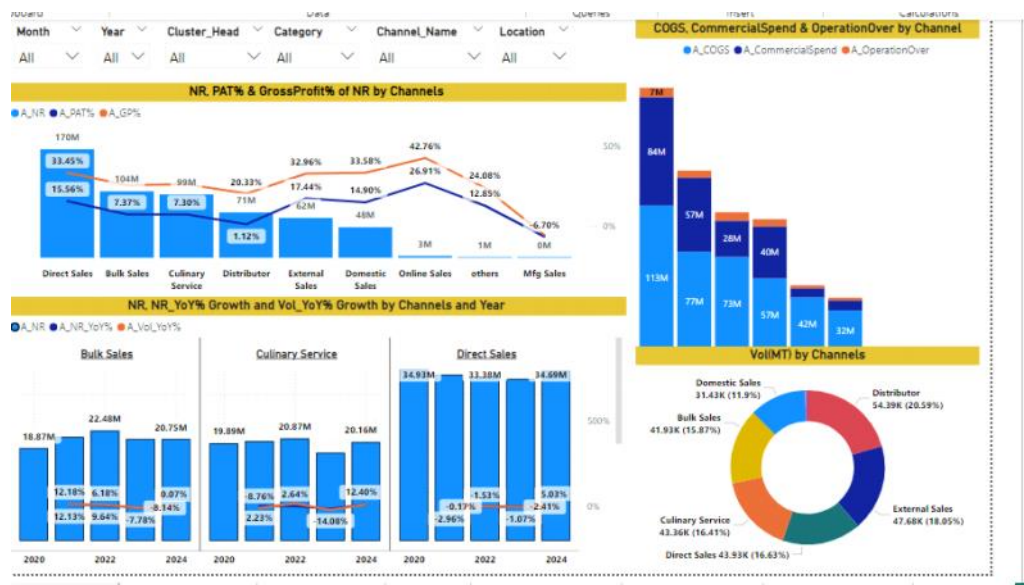 Data
Queries
Insert
Calculations
Month Year Cluster_Head Category Channel_Name Location
All All All All All All
NR, PAT% & GrossProfit% of NR by Channels
A_NR A_PAT% A_GP%
170M
33.45%
15.56%
104M
7.37%
99M
7.30%
20.33%
71M
1.12%
32.96%
17.44%
62M
33.58%
14.90%
48M
42.76%
26.91%
3M
24.08%
12.85%
1M
-6.70%
0M
50%
0%
Direct Sales Bulk Sales Culinary Service Distributor External Sales Domestic Sales Online Sales others Mfg Sales
NR, NR_YoY% Growth and Vol_YoY% Growth by Channels and Year
A_NR A_NR_YoY% A_Vol_YoY%
Bulk Sales
18.87M
22.48M
20.75M
12.18% 6.18% 0.07%
-8.14%
12.13% 9.64% -7.78%
2020 2022 2024
Culinary Service
19.89M
20.87M
20.16M
-8.76% 2.64% 12.40%
2.23% -14.08%
2020 2022 2024
Direct Sales
34.93M 33.38M 34.69M
-1.53% 5.03%
-0.17% -2.41%
-2.96% -1.07%
2020 2022 2024
500%
0%
COGS, CommercialSpend & OperationOver by Channel
A_COGS A_CommercialSpend A_OperationOver
7M
84M
113M
57M
77M
28M
73M
40M
57M
42M
32M
Vol(MT) by Channels
Domestic Sales
31.43K (11.9%)
Distributor
54.39K (20.59%)
Bulk Sales
41.93K (15.87%)
External Sales
47.68K (18.05%)
Culinary Service
43.36K (16.41%)
Direct Sales 43.93K (16.63%)